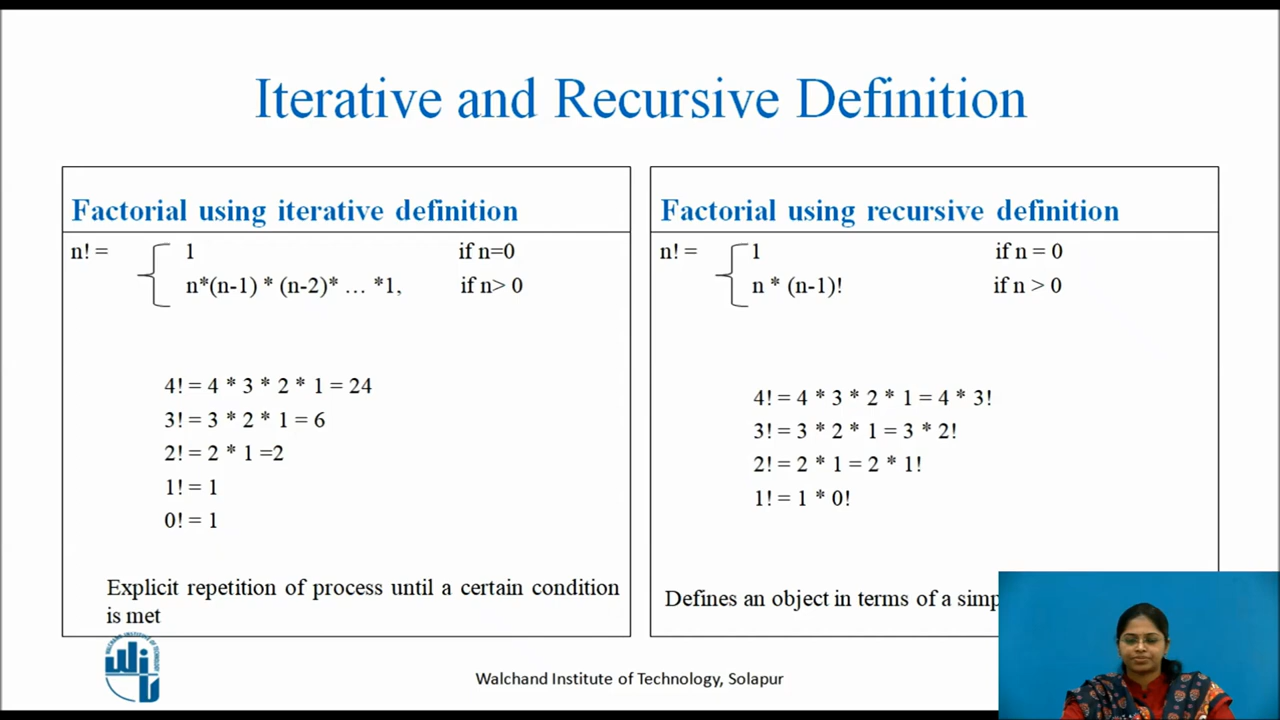 Iterative and Recursive Definition
Factorial using iterative definition
n! =
1 if n=0
n*(n-1) * (n-2)* … *1, if n> 0
4! = 4 * 3 * 2 * 1 = 24
3! = 3 * 2 * 1 = 6
2! = 2 * 1 =2
1! = 1
0! = 1
Explicit repetition of process until a certain condition
is met
Factorial using recursive definition
n! =
1 if n = 0
n * (n-1)! if n > 0
4! = 4 * 3 * 2 * 1 = 4 * 3!
3! = 3 * 2 * 1 = 3 * 2!
2! = 2 * 1 = 2 * 1!
1! = 1 * 0!
Defines an object in terms of a
WALCHAND INSTITUTE OF TECHNOLOGY
Walchand Institute of Technology, Solapur